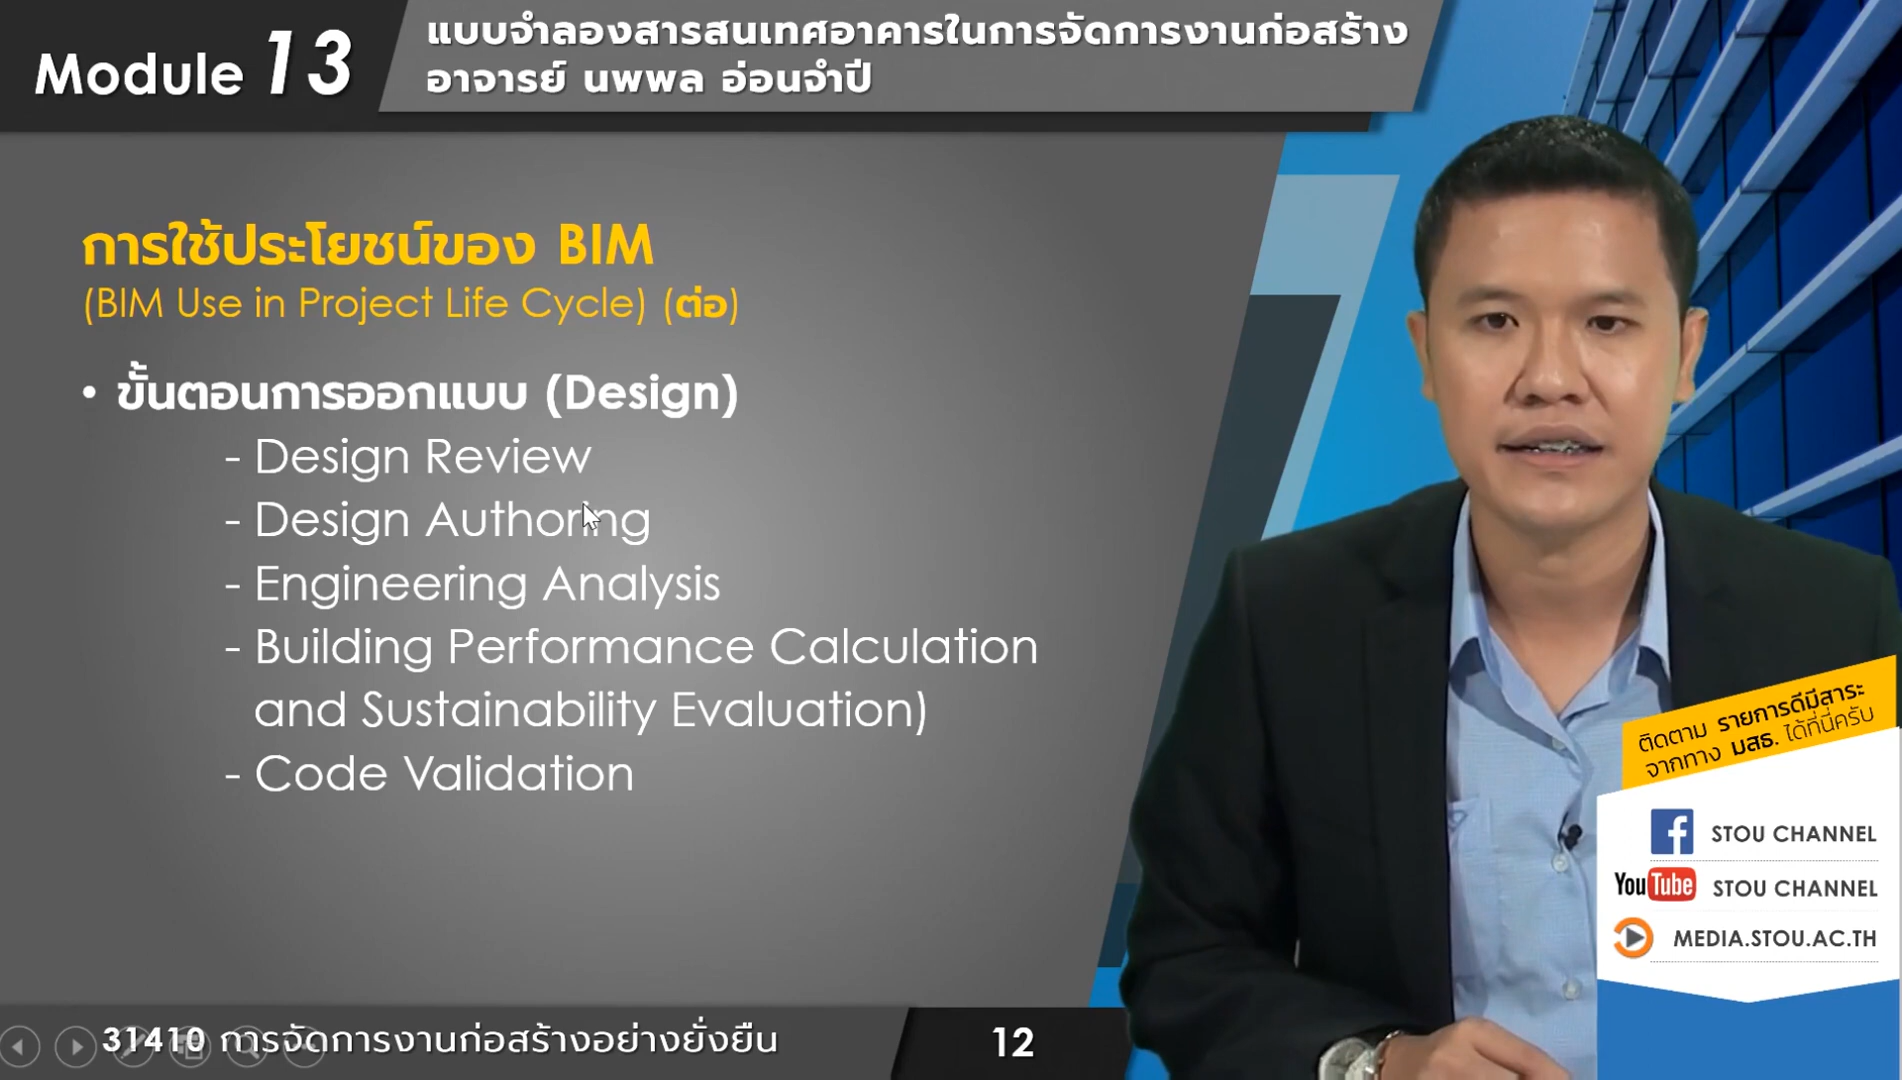 Module 13
แบบจำลองสารสนเทศอาคารในการจัดการงานก่อสร้าง
อาจารย์ นพพล อ่อนจำปี
การใช้ประโยชน์ของ BIM
(BIM Use in Project Life Cycle) (ต่อ)
• ขั้นตอนการออกแบบ (Design)
- Design Review
- Design Authoring
- Engineering Analysis
- Building Performance Calculation
and Sustainability Evaluation)
- Code Validation
ติดตาม รายการดีมีสาระ
จากทาง มสธ. ได้ที่นี่ครับ
STOU CHANNEL
YouTube STOU CHANNEL
MEDIA.STOU.AC.TH
31410 การจัดการงานก่อสร้างอย่างยั่งยืน
12